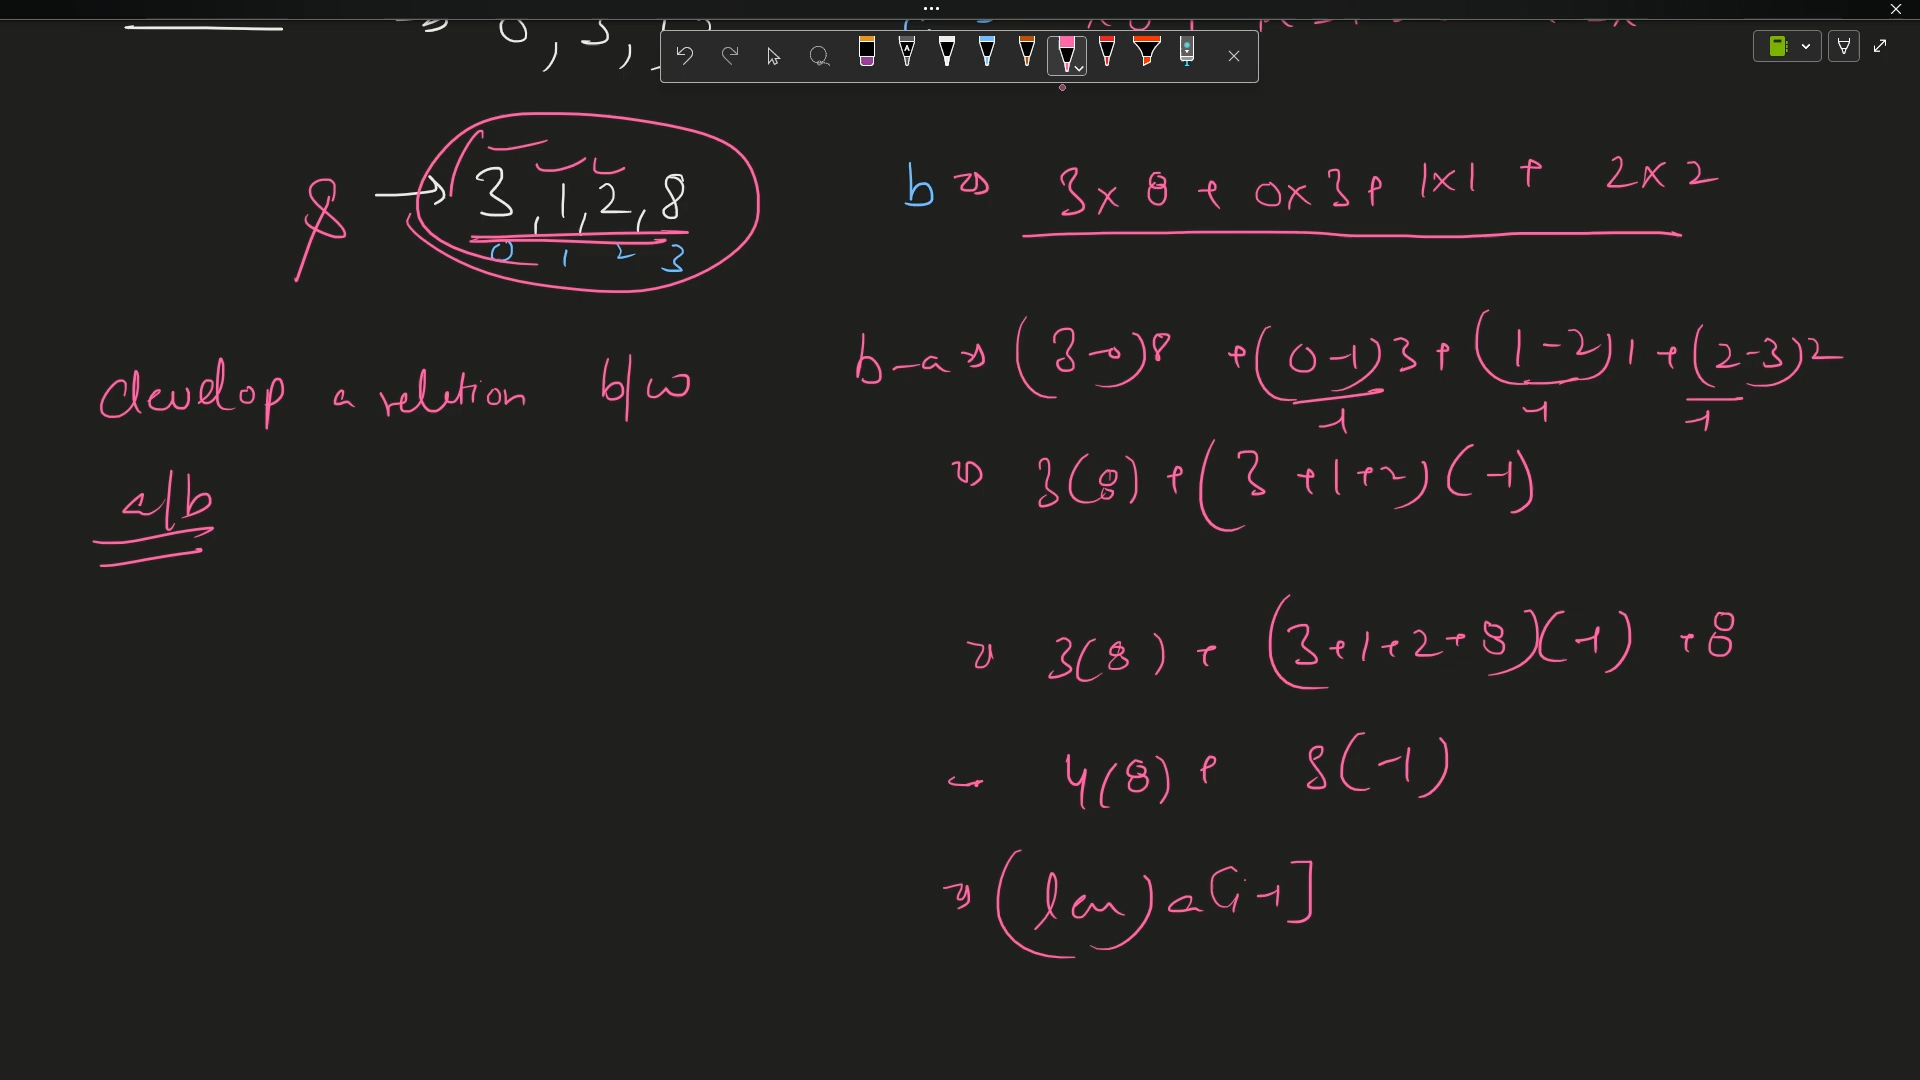 3, 1, 2, 8
0 1 2 3
develop a relation b/w
a/b
b ⇒ 3 x 8 + 0 x 3 + 1 x 1 + 2 x 2
b - a ⇒ (3 - 0) 8 + (0 - 1) 3 + (1 - 2) 1 + (2 - 3) 2
-1 -1 -1
⇒ 3(8) + (3 + 1 + 2) (-1)
⇒ 3(8) + (3 + 1 + 2 + 8)(-1) + 8
4(8) + S(-1)
⇒ (len) a[i-1]